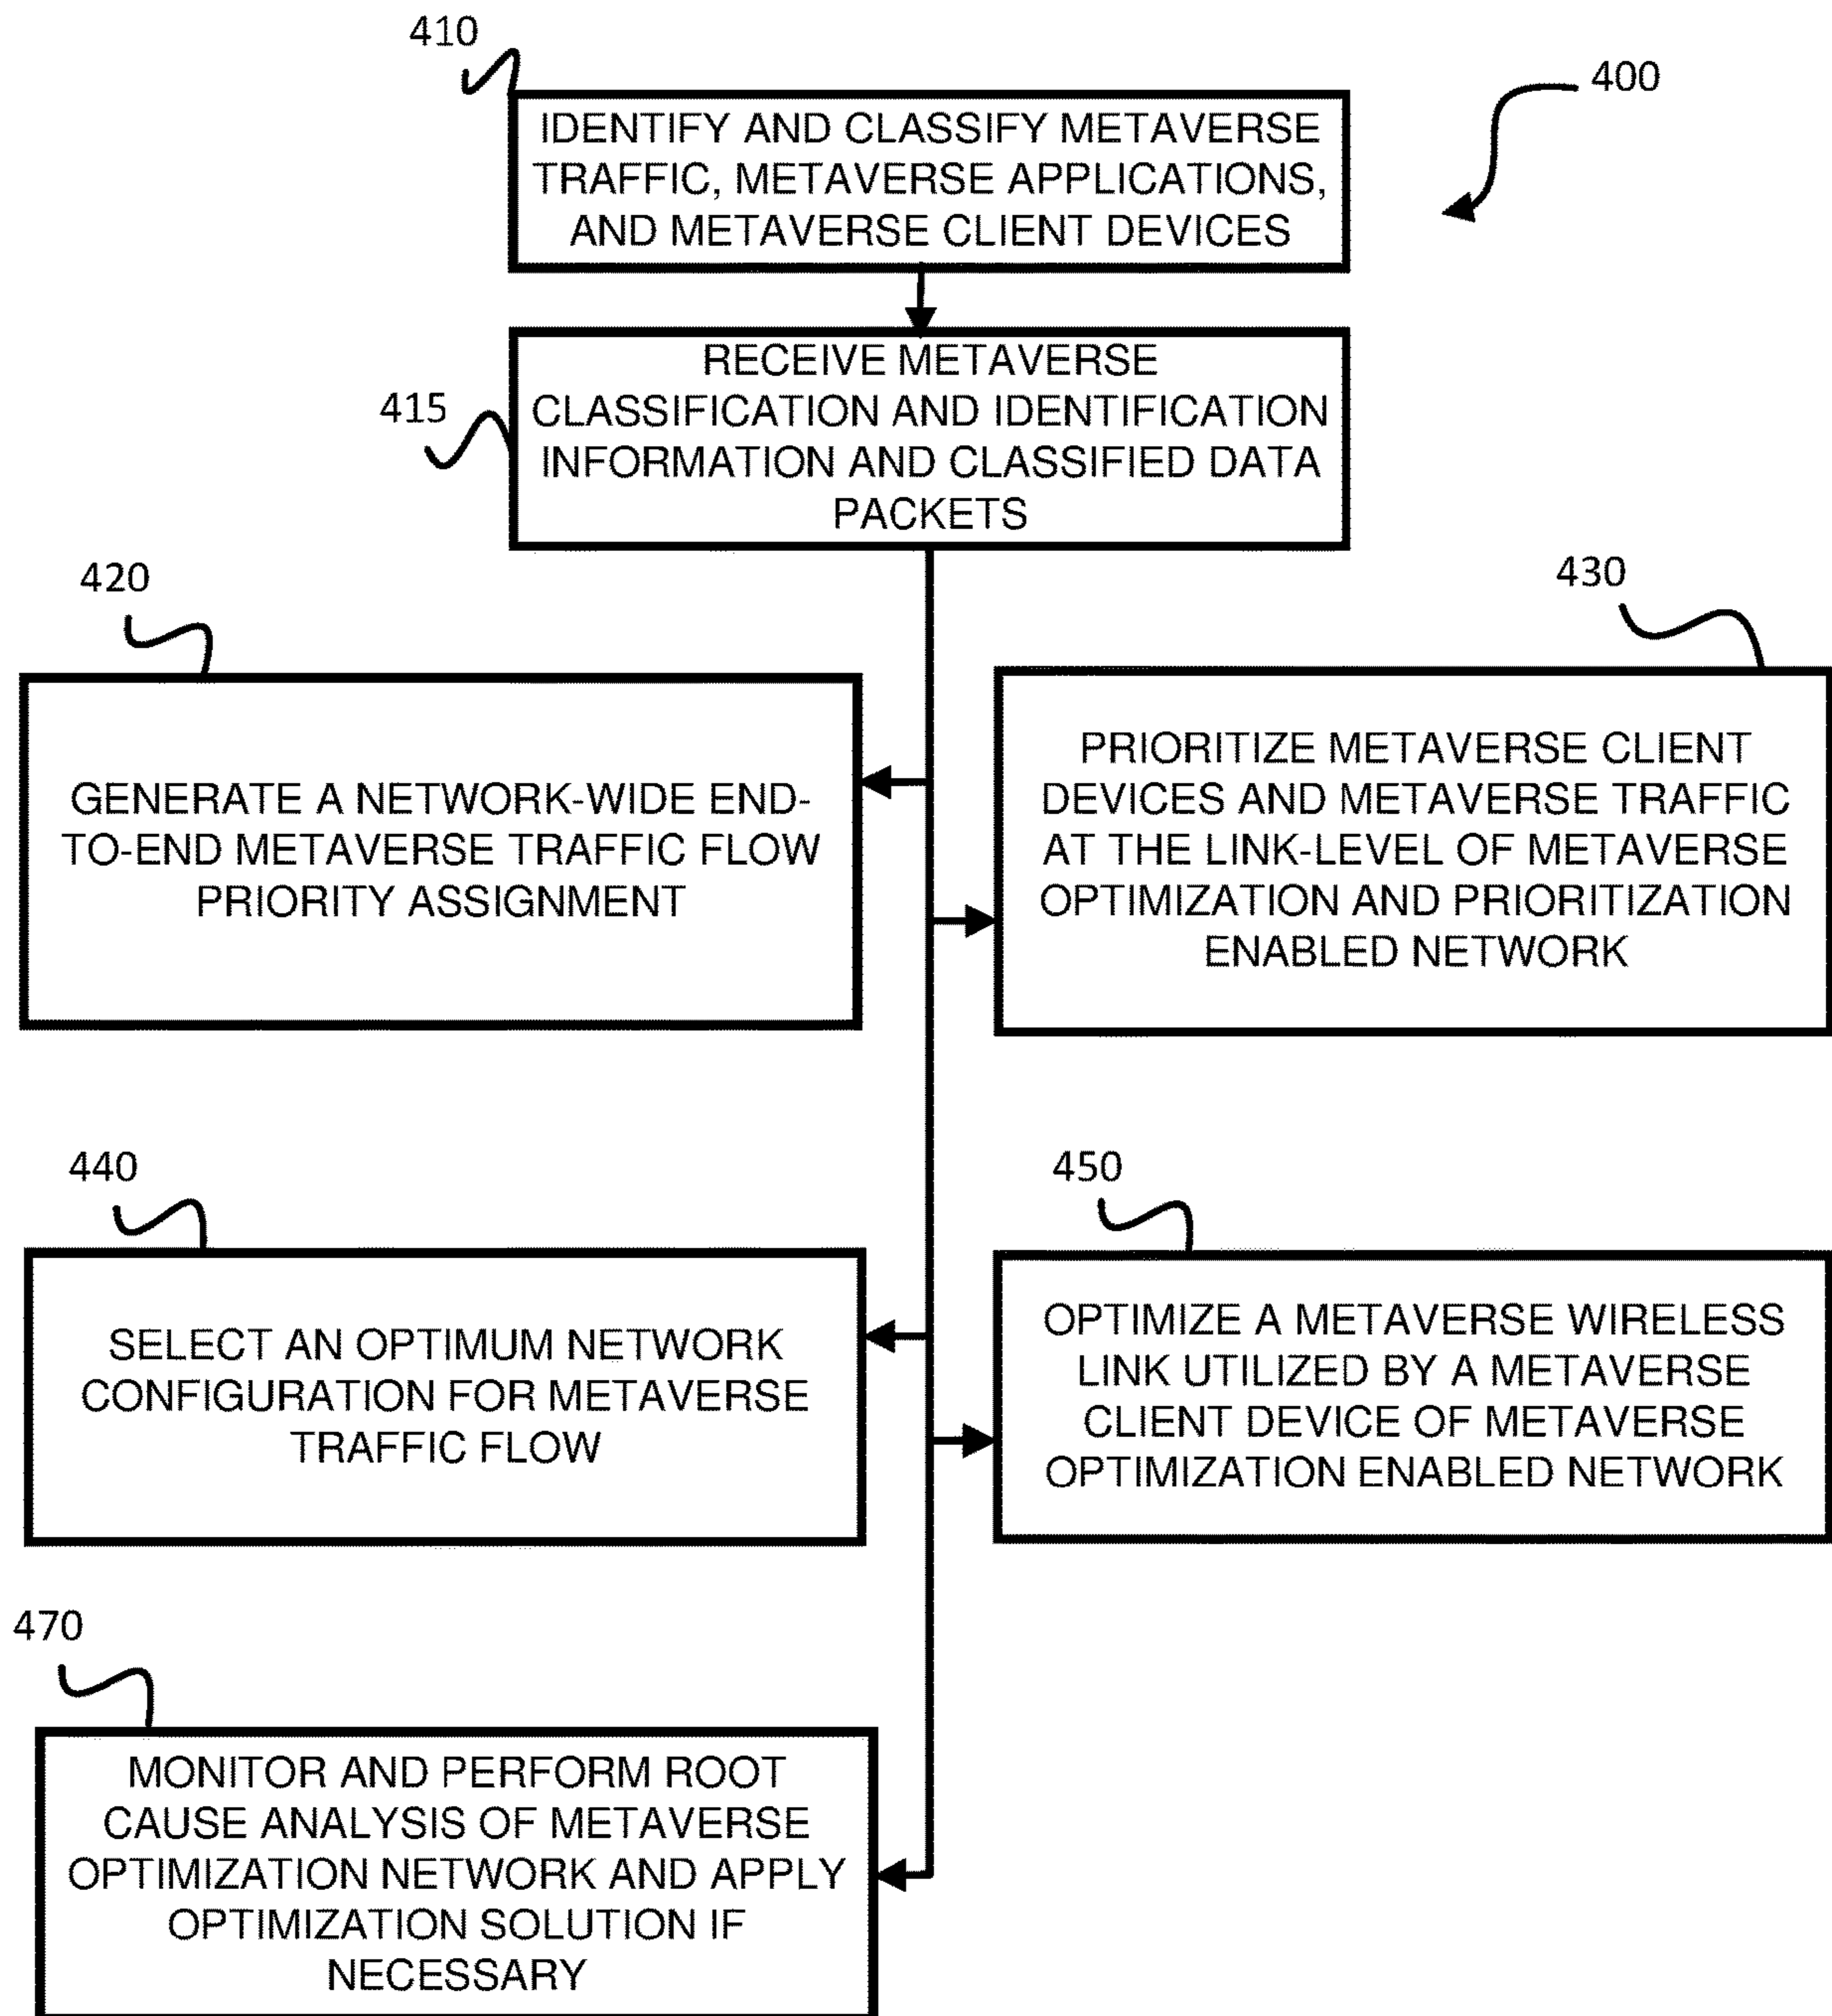 410
400
IDENTIFY AND CLASSIFY METAVERSE
TRAFFIC, METAVERSE APPLICATIONS,
AND METAVERSE CLIENT DEVICES
415
RECEIVE METAVERSE
CLASSIFICATION AND IDENTIFICATION
INFORMATION AND CLASSIFIED DATA
PACKETS
420
GENERATE A NETWORK-WIDE END-
TO-END METAVERSE TRAFFIC FLOW
PRIORITY ASSIGNMENT
430
PRIORITIZE METAVERSE CLIENT
DEVICES AND METAVERSE TRAFFIC
AT THE LINK-LEVEL OF METAVERSE
OPTIMIZATION AND PRIORITIZATION
ENABLED NETWORK
440
SELECT AN OPTIMUM NETWORK
CONFIGURATION FOR METAVERSE
TRAFFIC FLOW
450
OPTIMIZE A METAVERSE WIRELESS
LINK UTILIZED BY A METAVERSE
CLIENT DEVICE OF METAVERSE
OPTIMIZATION ENABLED NETWORK
470
MONITOR AND PERFORM ROOT
CAUSE ANALYSIS OF METAVERSE
OPTIMIZATION NETWORK AND APPLY
OPTIMIZATION SOLUTION IF
NECESSARY